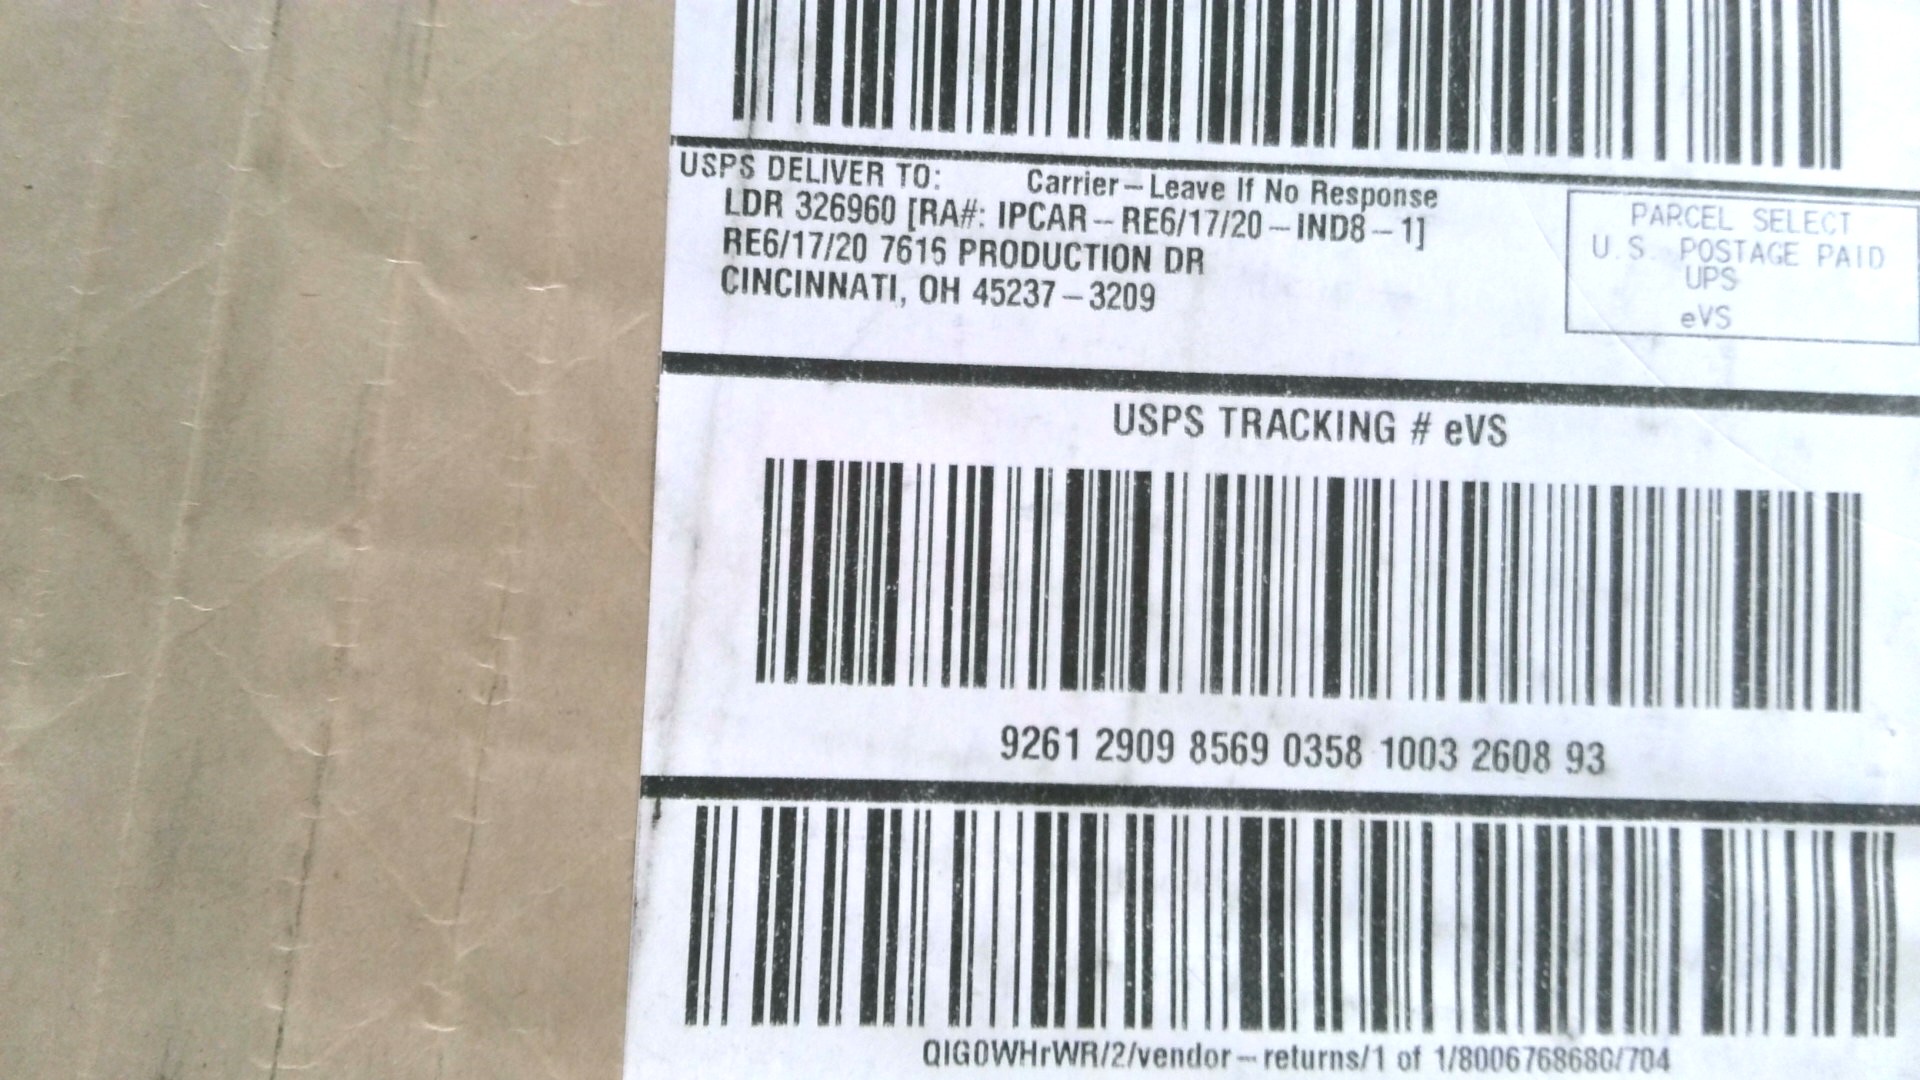 USPS DELIVER TO: Carrier – Leave If No Response
LDR 326960 [RA#: IPCAR – RE6/17/20 – IND8 – 1]
RE6/17/20 7615 PRODUCTION DR
CINCINNATI, OH 45237 – 3209
PARCEL SELECT
U.S. POSTAGE PAID
UPS
eVS
USPS TRACKING # eVS
9261 2909 8569 0358 1003 2608 93
QIG0WHrWR/2/vendor – returns/1 of 1/8006768680/704